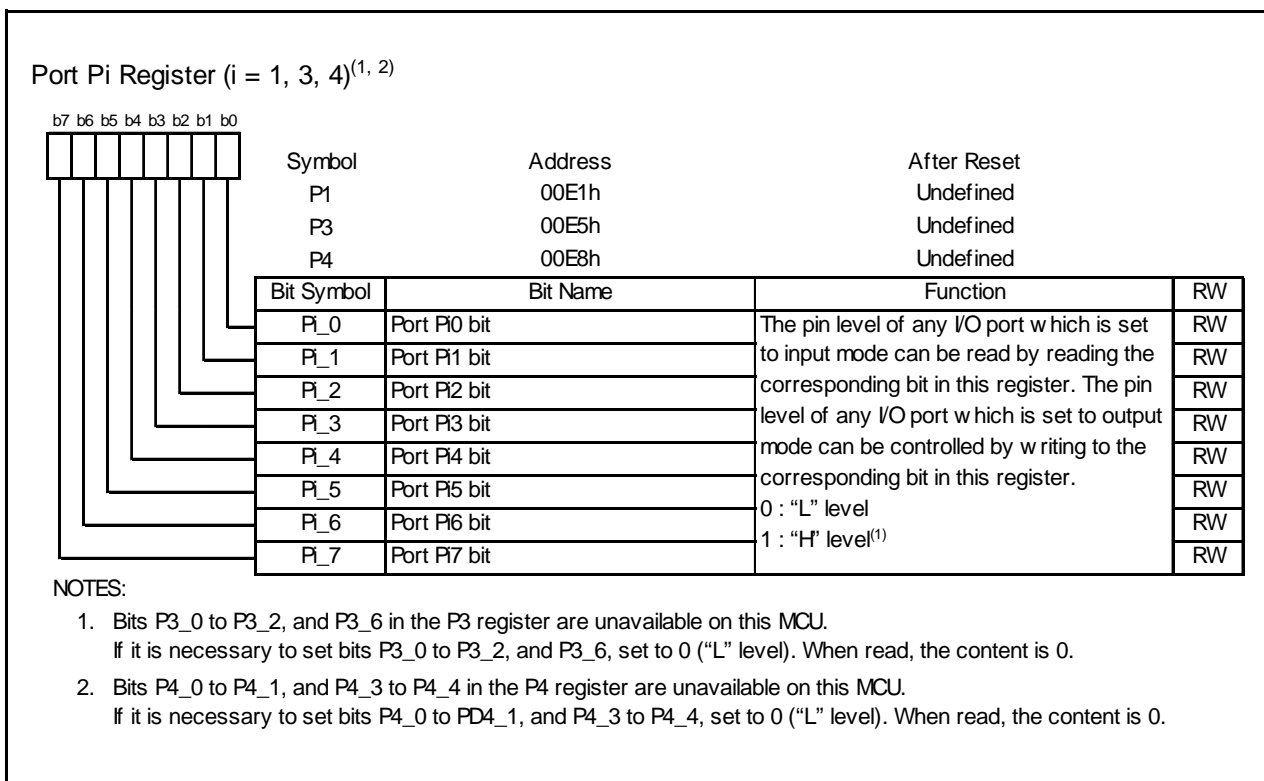 Port Pi Register (i = 1, 3, 4)(1, 2)
b7 b6 b5 b4 b3 b2 b1 b0
Symbol Address After Reset
P1 00E1h Undefined
P3 00E5h Undefined
P4 00E8h Undefined
Bit Symbol Bit Name Function RW
Pi_0 Port Pi0 bit The pin level of any I/O port which is set RW
Pi_1 Port Pi1 bit to input mode can be read by reading the RW
Pi_2 Port Pi2 bit corresponding bit in this register. The pin RW
Pi_3 Port Pi3 bit level of any I/O port which is set to output RW
Pi_4 Port Pi4 bit mode can be controlled by writing to the RW
Pi_5 Port Pi5 bit corresponding bit in this register. RW
Pi_6 Port Pi6 bit 0 : “L” level RW
Pi_7 Port Pi7 bit 1 : “H” level(1) RW
NOTES:
1. Bits P3_0 to P3_2, and P3_6 in the P3 register are unavailable on this MCU.
If it is necessary to set bits P3_0 to P3_2, and P3_6, set to 0 (“L” level). When read, the content is 0.
2. Bits P4_0 to P4_1, and P4_3 to P4_4 in the P4 register are unavailable on this MCU.
If it is necessary to set bits P4_0 to PD4_1, and P4_3 to P4_4, set to 0 (“L” level). When read, the content is 0.